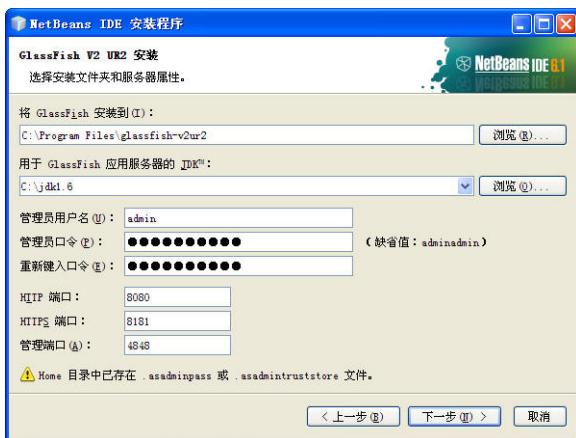 NetBeans IDE 安装程序
GlassFish V2 UR2 安装
选择安装文件夹和服务器属性。
NetBeans IDE 6.1
将 GlassFish 安装到(I):
C:\Program Files\glassfish-v2ur2
浏览(R)...
用于 GlassFish 应用服务器的 JDK™:
C:\jdk1.6
浏览(O)...
管理员用户名(U): admin
管理员口令(P): ●●●●●●●●●● (缺省值:adminadmin)
重新键入口令(E): ●●●●●●●●●●
HTTP 端口: 8080
HTTPS 端口: 8181
管理端口(A): 4848
Home 目录中已存在 .asadminpass 或 .asadmintruststore 文件。
< 上一步(B) 下一步(N) > 取消